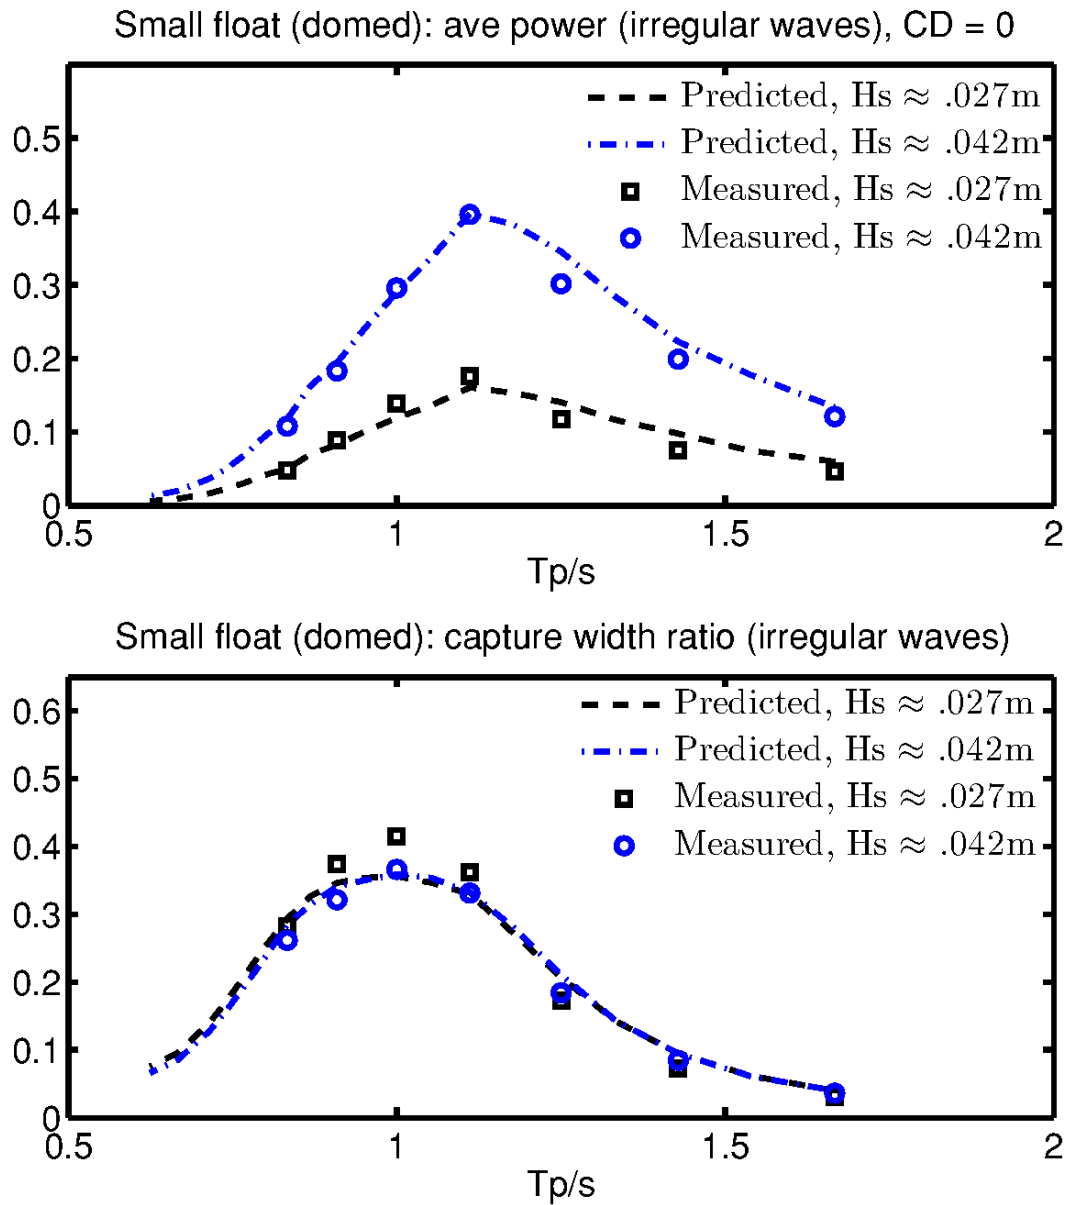 Small float (domed): ave power (irregular waves), CD = 0
Predicted, Hs ≈ .027m
Predicted, Hs ≈ .042m
Measured, Hs ≈ .027m
Measured, Hs ≈ .042m
0.5
0.4
0.3
0.2
0.1
0
0.5 1 1.5 2
Tp/s
Small float (domed): capture width ratio (irregular waves)
Predicted, Hs ≈ .027m
Predicted, Hs ≈ .042m
Measured, Hs ≈ .027m
Measured, Hs ≈ .042m
0.6
0.5
0.4
0.3
0.2
0.1
0
0.5 1 1.5 2
Tp/s